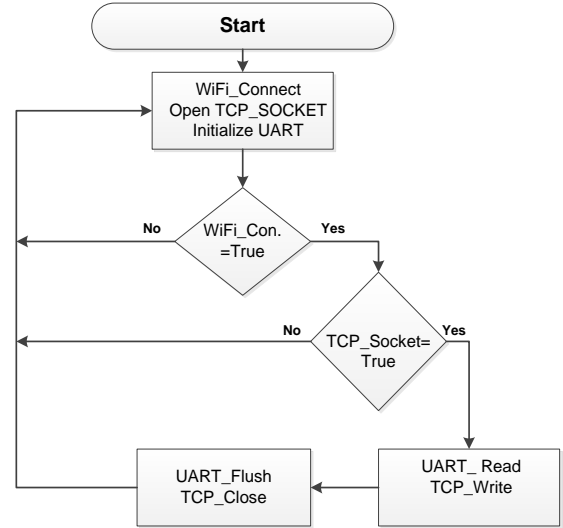 Start
WiFi_Connect
Open TCP_SOCKET
Initialize UART
No
WiFi_Con.
=True
Yes
No
TCP_Socket=
True
Yes
UART_Flush
TCP_Close
UART_ Read
TCP_Write